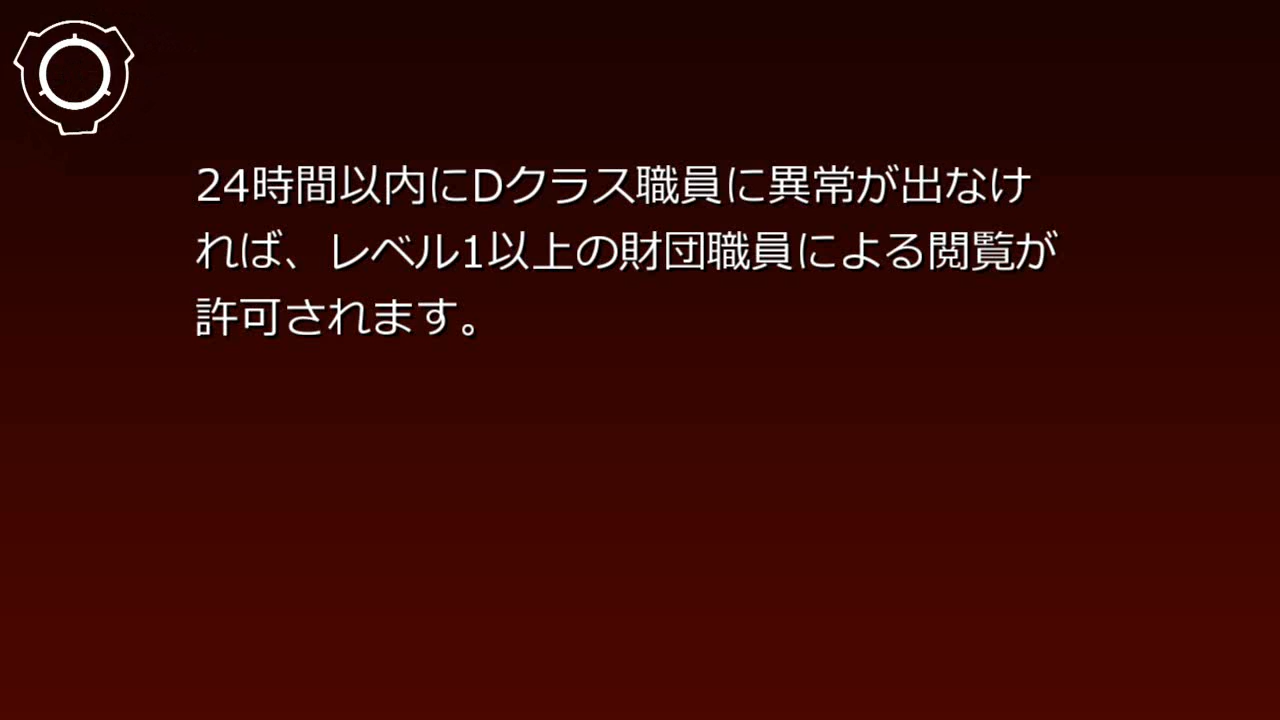 24時間以内にDクラス職員に異常が出なけ
れば、レベル1以上の財団職員による閲覧が
許可されます。